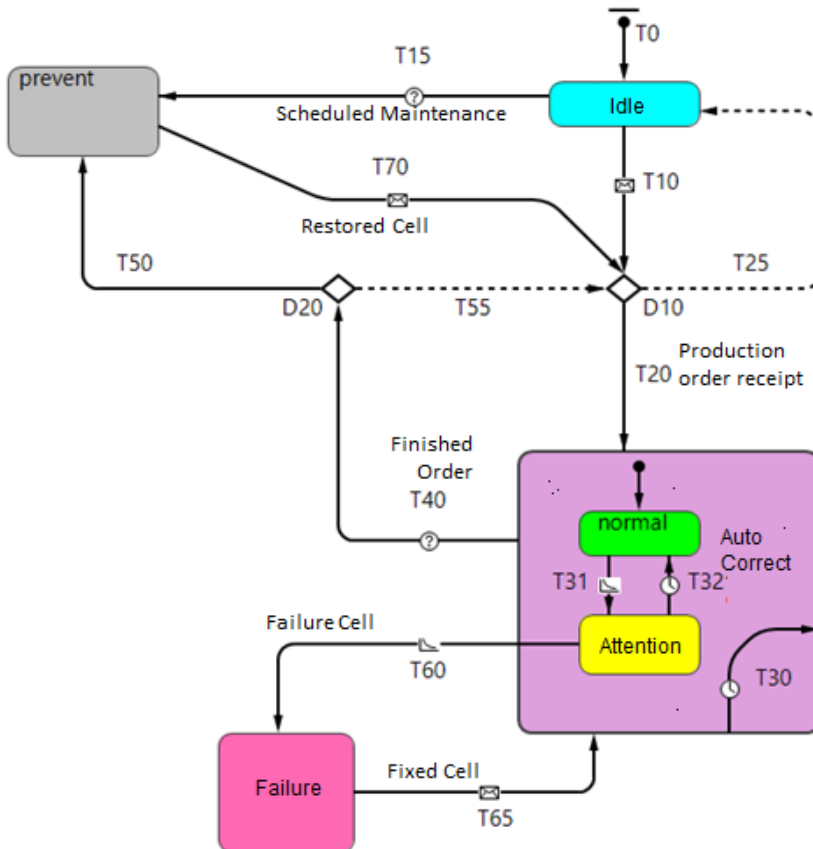 T0
T15
prevent
Idle
Scheduled Maintenance
T70
T10
Restored Cell
T50
T25
D20
T55
D10
Production
T20
order receipt
Finished
Order
T40
normal
Auto
Correct
T31
T32
Failure Cell
Attention
T60
T30
Fixed Cell
Failure
T65